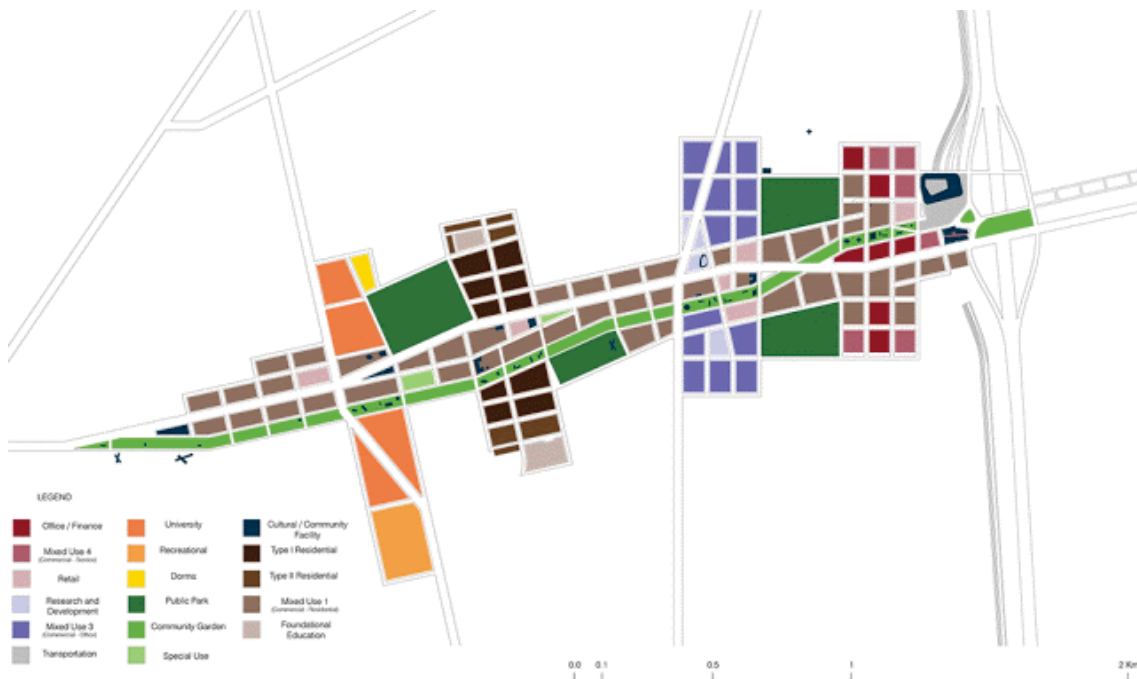 LEGEND
Office / Finance
Mixed Use 4
(Commercial - Service)
Retail
Research and
Development
Mixed Use 3
(Commercial - Office)
Transportation
University
Recreational
Dorms
Public Park
Community Garden
Special Use
Cultural / Community
Facility
Type I Residential
Type II Residential
Mixed Use 1
(Commercial - Residential)
Foundational
Education
0.0 0.1 0.5 1 2 Km